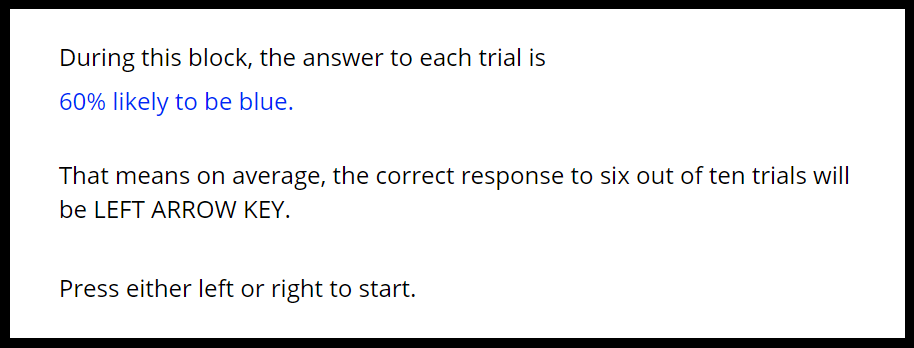 During this block, the answer to each trial is
60% likely to be blue.
That means on average, the correct response to six out of ten trials will
be LEFT ARROW KEY.
Press either left or right to start.